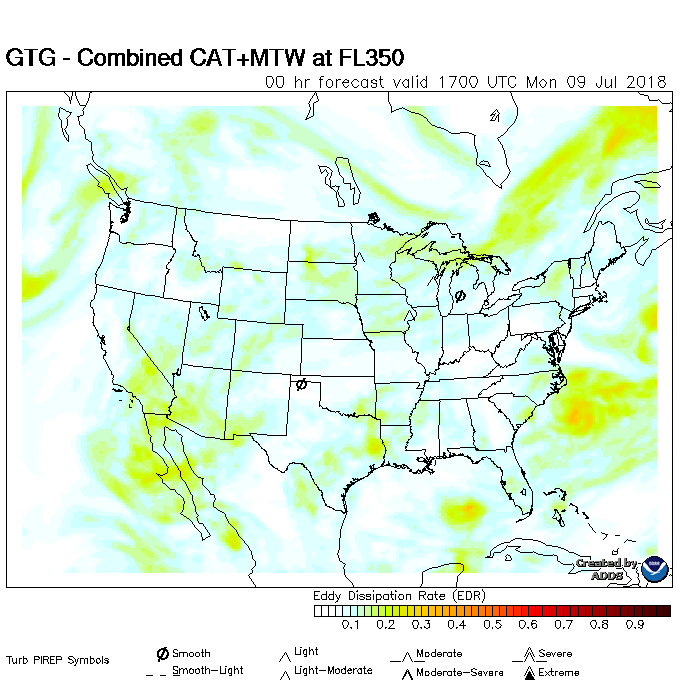 GTG - Combined CAT+MTW at FL350
00 hr forecast valid 1700 UTC Mon 09 Jul 2018
Created by
ADDS
Eddy Dissipation Rate (EDR)
0.1 0.2 0.3 0.4 0.5 0.6 0.7 0.8 0.9
Turb PIREP Symbols
Smooth Light Moderate Severe
Smooth-Light Light-Moderate Moderate-Severe Extreme